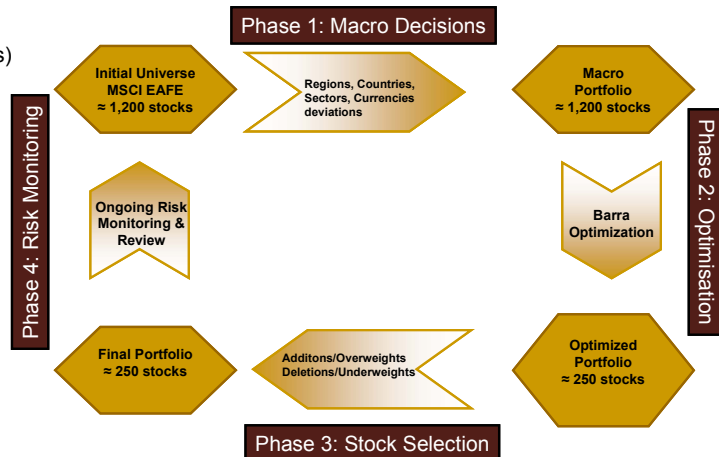 Phase 1: Macro Decisions
s)
Initial Universe
MSCI EAFE
≈ 1,200 stocks
Regions, Countries,
Sectors, Currencies
deviations
Macro
Portfolio
≈ 1,200 stocks
Phase 2: Optimisation
Barra
Optimization
Optimized
Portfolio
≈ 250 stocks
Additons/Overweights
Deletions/Underweights
Phase 3: Stock Selection
Final Portfolio
≈ 250 stocks
Ongoing Risk
Monitoring &
Review
Phase 4: Risk Monitoring